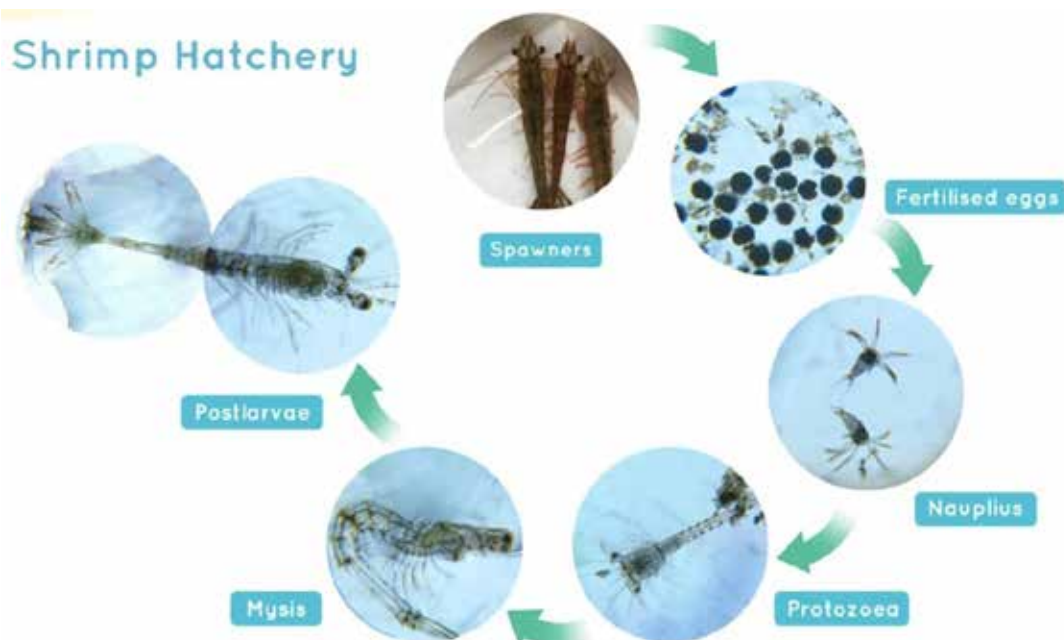 Shrimp Hatchery
Spawners
Fertilised eggs
Nauplius
Protozoea
Mysis
Postlarvae